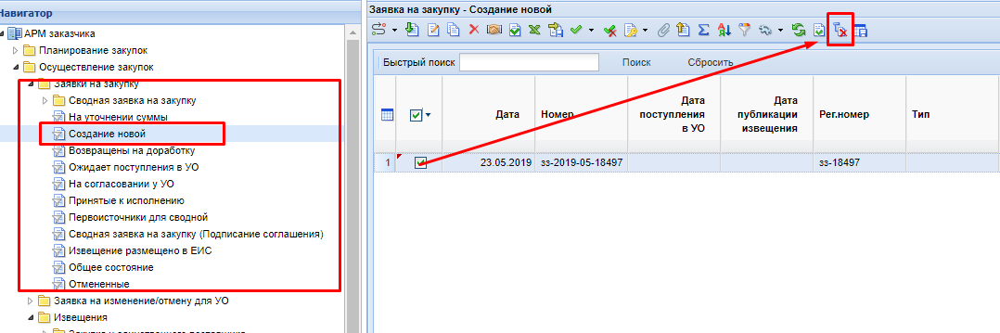 Навигатор
АРМ заказчика
Планирование закупок
Осуществление закупок
Заявки на закупку
Сводная заявка на закупку
На уточнении суммы
Создание новой
Возвращены на доработку
Ожидает поступления в УО
На согласовании у УО
Принятые к исполнению
Первоисточники для сводной
Сводная заявка на закупку (Подписание соглашения)
Извещение размещено в ЕИС
Общее состояние
Отмененные
Заявка на изменение/отмену для УО
Извещения
Заявка на закупку - Создание новой
Быстрый поиск Поиск Сбросить
Дата Номер Дата поступления в УО Дата публикации извещения Рег.номер Тип
1 23.05.2019 зз-2019-05-18497 зз-18497